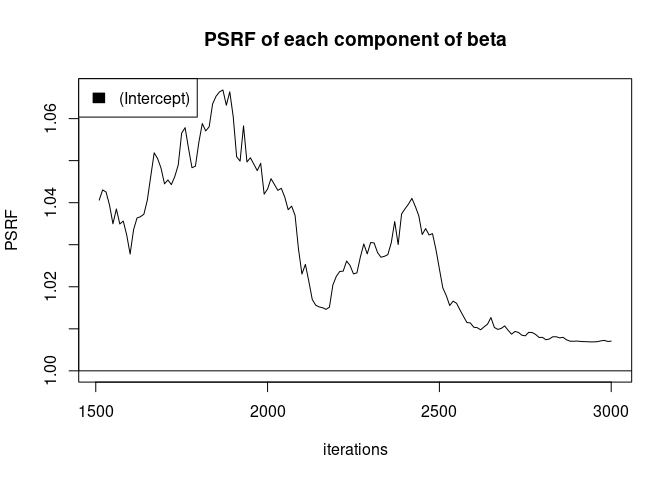 PSRF of each component of beta
(Intercept)
PSRF
1.06
1.04
1.02
1.00
1500 2000 2500 3000
iterations